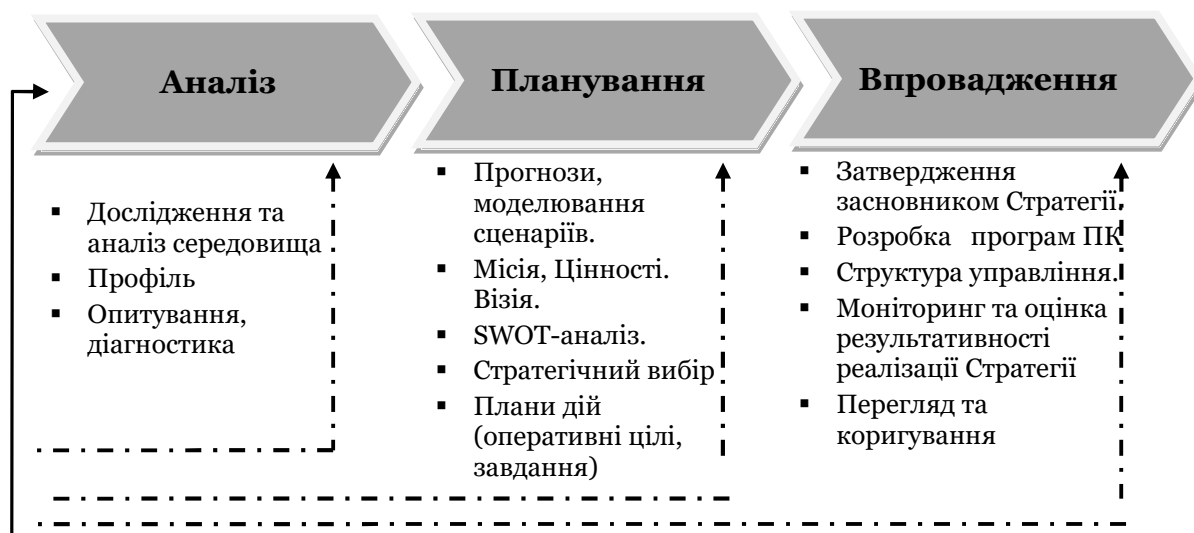 Аналіз
Планування
Впровадження
▪ Дослідження та
аналіз середовища
▪ Профіль
▪ Опитування,
діагностика
▪ Прогнози,
моделювання
сценаріїв.
▪ Місія, Цінності.
Візія.
▪ SWOT-аналіз.
▪ Стратегічний вибір
▪ Плани дій
(оперативні цілі,
завдання)
▪ Затвердження
засновником Стратегії.
▪ Розробка програм ПК
▪ Структура управління.
▪ Моніторинг та оцінка
результативності
реалізації Стратегії
▪ Перегляд та
коригування